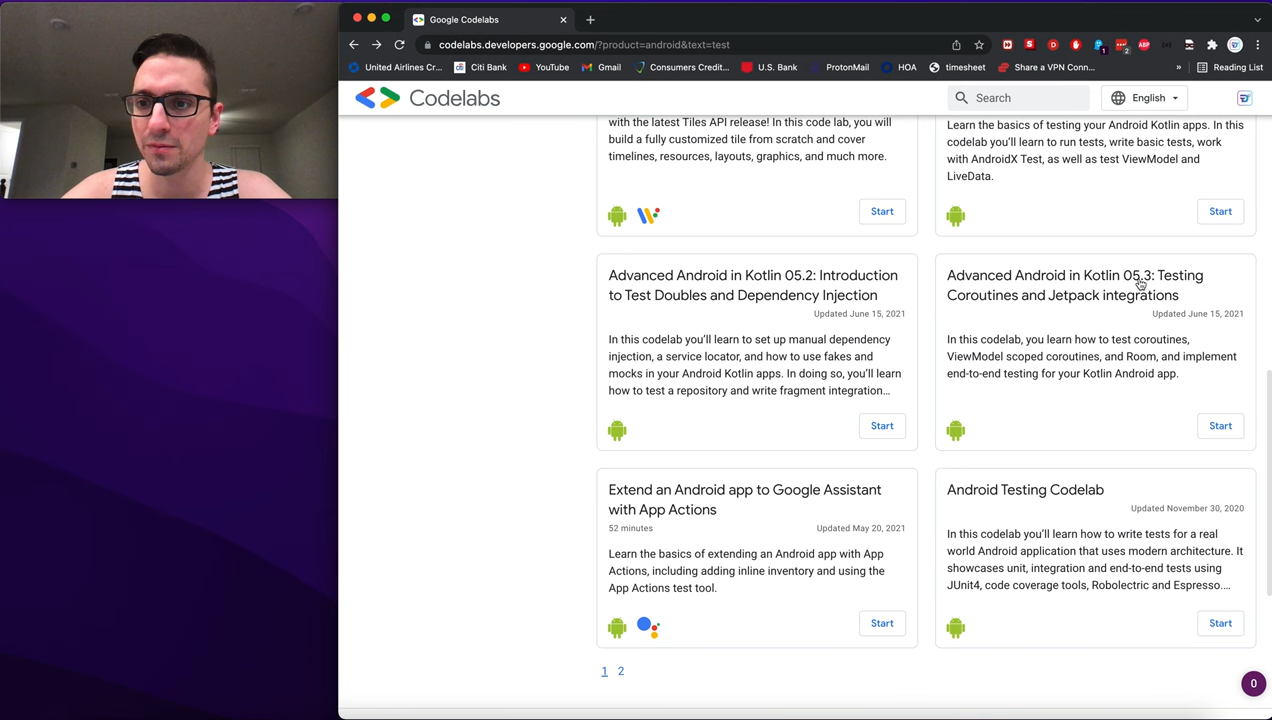 Google Codelabs
codelabs.developers.google.com/?product=android&text=test
United Airlines Cr...
Citi Bank
YouTube
Gmail
Consumers Credit...
U.S. Bank
ProtonMail
HOA
timesheet
Share a VPN Conn...
»
Reading List
Codelabs
Search
English
with the latest Tiles API release! In this code lab, you will
build a fully customized tile from scratch and cover
timelines, resources, layouts, graphics, and much more.
Start
Learn the basics of testing your Android Kotlin apps. In this
codelab you'll learn to run tests, write basic tests, work
with AndroidX Test, as well as test ViewModel and
LiveData.
Start
Advanced Android in Kotlin 05.2: Introduction
to Test Doubles and Dependency Injection
Updated June 15, 2021
In this codelab you'll learn to set up manual dependency
injection, a service locator, and how to use fakes and
mocks in your Android Kotlin apps. In doing so, you'll learn
how to test a repository and write fragment integration...
Start
Advanced Android in Kotlin 05.3: Testing
Coroutines and Jetpack integrations
Updated June 15, 2021
In this codelab, you learn how to test coroutines,
ViewModel scoped coroutines, and Room, and implement
end-to-end testing for your Kotlin Android app.
Start
Extend an Android app to Google Assistant
with App Actions
52 minutes
Updated May 20, 2021
Learn the basics of extending an Android app with App
Actions, including adding inline inventory and using the
App Actions test tool.
Start
Android Testing Codelab
Updated November 30, 2020
In this codelab you'll learn how to write tests for a real
world Android application that uses modern architecture. It
showcases unit, integration and end-to-end tests using
JUnit4, code coverage tools, Robolectric and Espresso....
Start
1 2
0